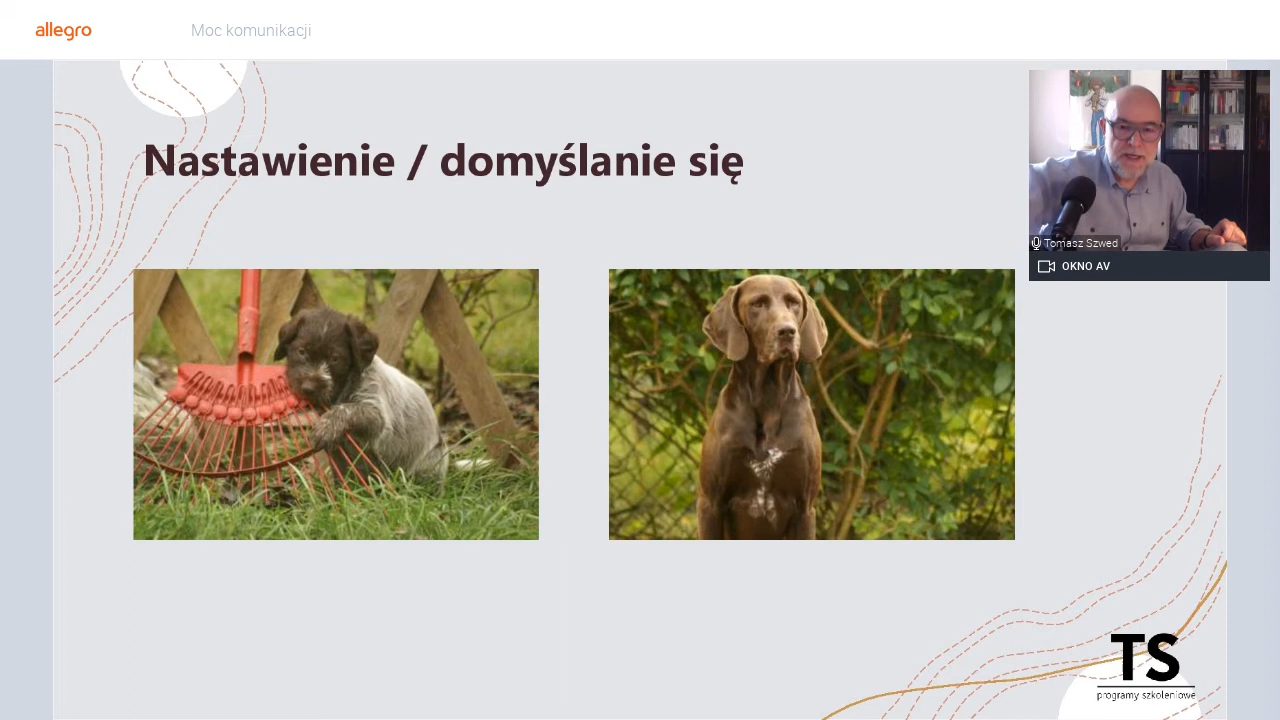 allegro
Moc komunikacji
Nastawienie / domyślanie się
Tomasz Szwed
OKNO AV
TS
programy szkoleniowe